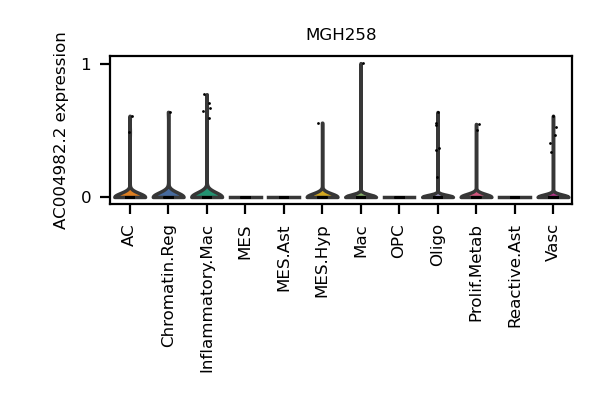 MGH258
AC004982.2 expression
1
0
AC
Chromatin.Reg
Inflammatory.Mac
MES
MES.Ast
MES.Hyp
Mac
OPC
Oligo
Prolif.Metab
Reactive.Ast
Vasc